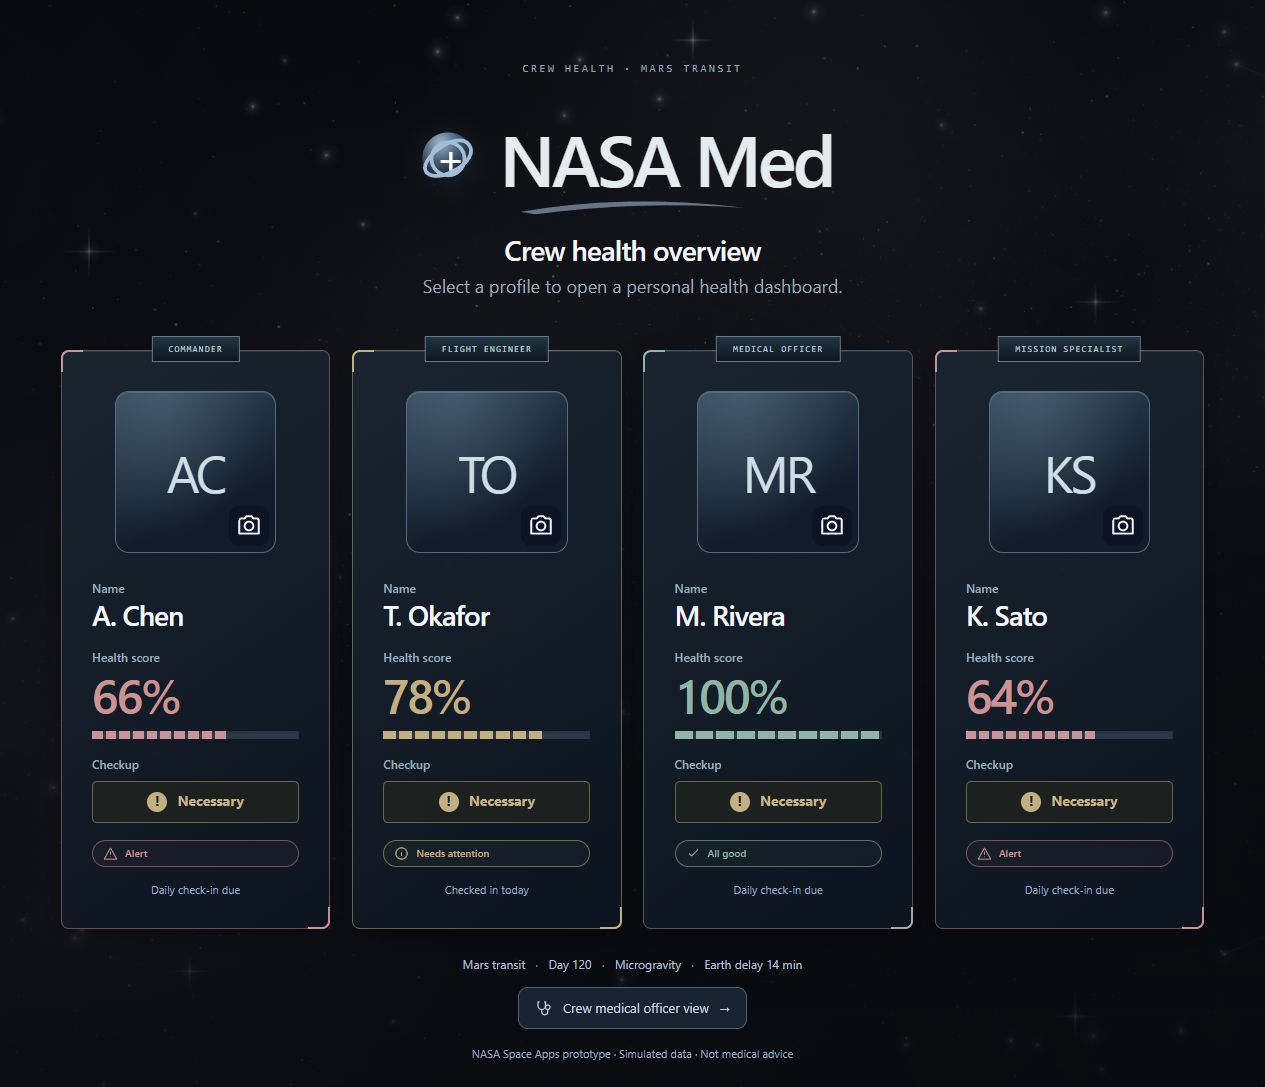 CREW HEALTH · MARS TRANSIT
NASA Med
Crew health overview
Select a profile to open a personal health dashboard.
COMMANDER
AC
Name
A. Chen
Health score
66%
Checkup
! Necessary
Alert
Daily check-in due
FLIGHT ENGINEER
TO
Name
T. Okafor
Health score
78%
Checkup
! Necessary
Needs attention
Checked in today
MEDICAL OFFICER
MR
Name
M. Rivera
Health score
100%
Checkup
! Necessary
All good
Daily check-in due
MISSION SPECIALIST
KS
Name
K. Sato
Health score
64%
Checkup
! Necessary
Alert
Daily check-in due
Mars transit · Day 120 · Microgravity · Earth delay 14 min
Crew medical officer view →
NASA Space Apps prototype · Simulated data · Not medical advice